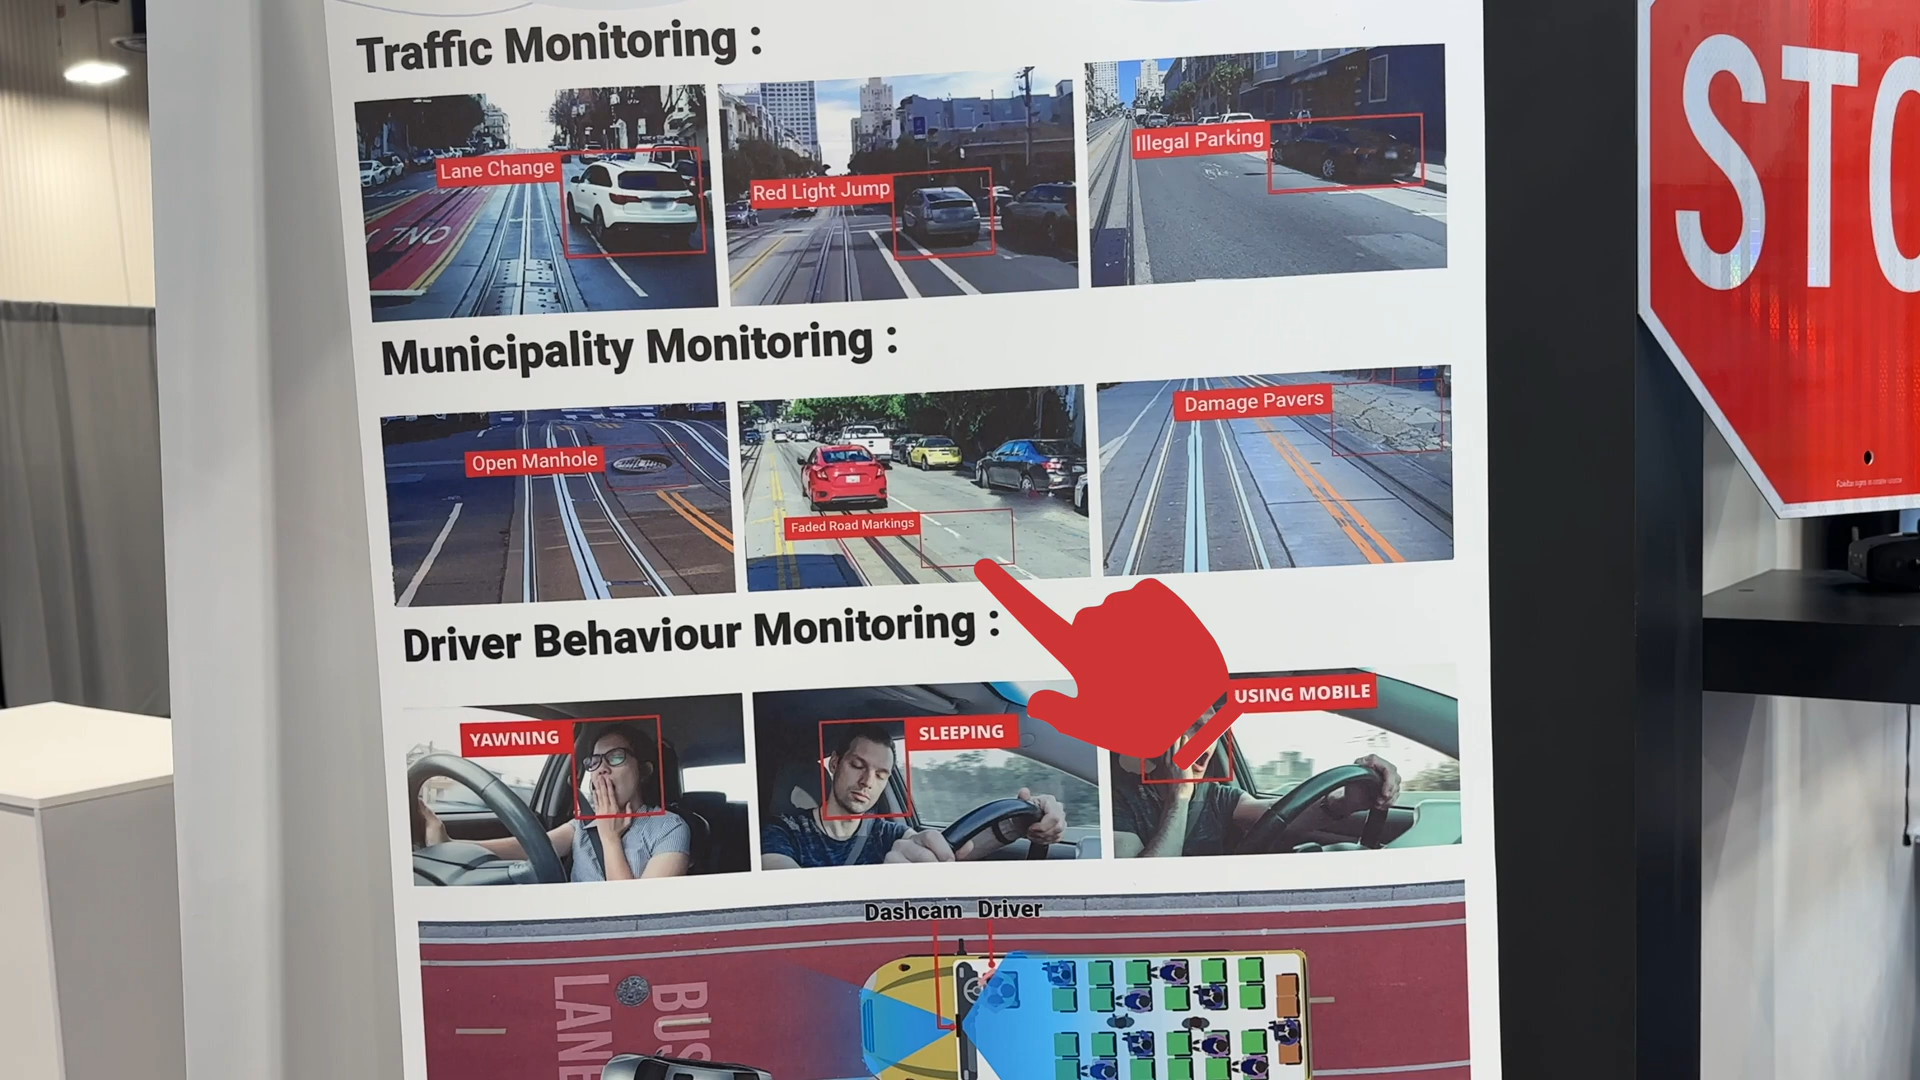 Traffic Monitoring :
Lane Change
Red Light Jump
Illegal Parking
ONLY
Municipality Monitoring :
Open Manhole
Faded Road Markings
Damage Pavers
Driver Behaviour Monitoring :
YAWNING
SLEEPING
USING MOBILE
Dashcam Driver
BUS
LANE
STO